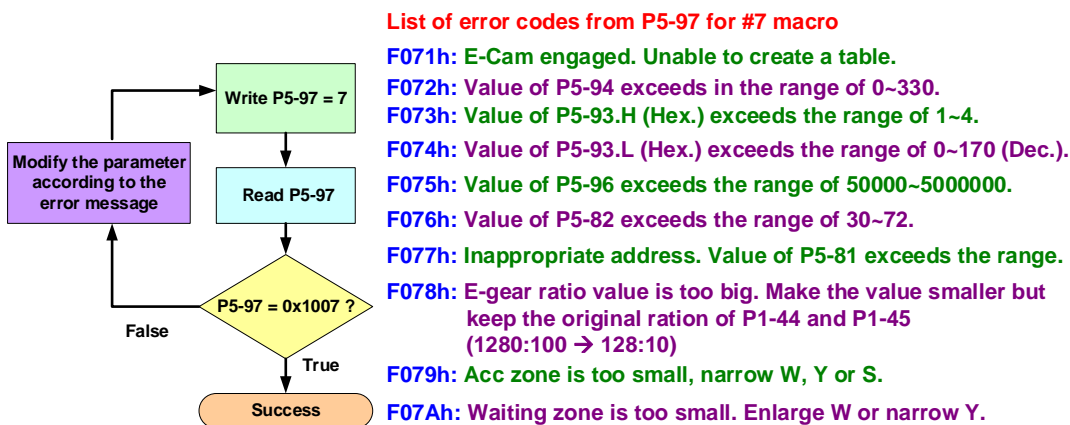 List of error codes from P5-97 for #7 macro
F071h: E-Cam engaged. Unable to create a table.
F072h: Value of P5-94 exceeds in the range of 0~330.
F073h: Value of P5-93.H (Hex.) exceeds the range of 1~4.
F074h: Value of P5-93.L (Hex.) exceeds the range of 0~170 (Dec.).
F075h: Value of P5-96 exceeds the range of 50000~5000000.
F076h: Value of P5-82 exceeds the range of 30~72.
F077h: Inappropriate address. Value of P5-81 exceeds the range.
F078h: E-gear ratio value is too big. Make the value smaller but
keep the original ration of P1-44 and P1-45
(1280:100 → 128:10)
F079h: Acc zone is too small, narrow W, Y or S.
F07Ah: Waiting zone is too small. Enlarge W or narrow Y.
Write P5-97 = 7
Modify the parameter
according to the
error message
Read P5-97
P5-97 = 0x1007 ?
False
True
Success